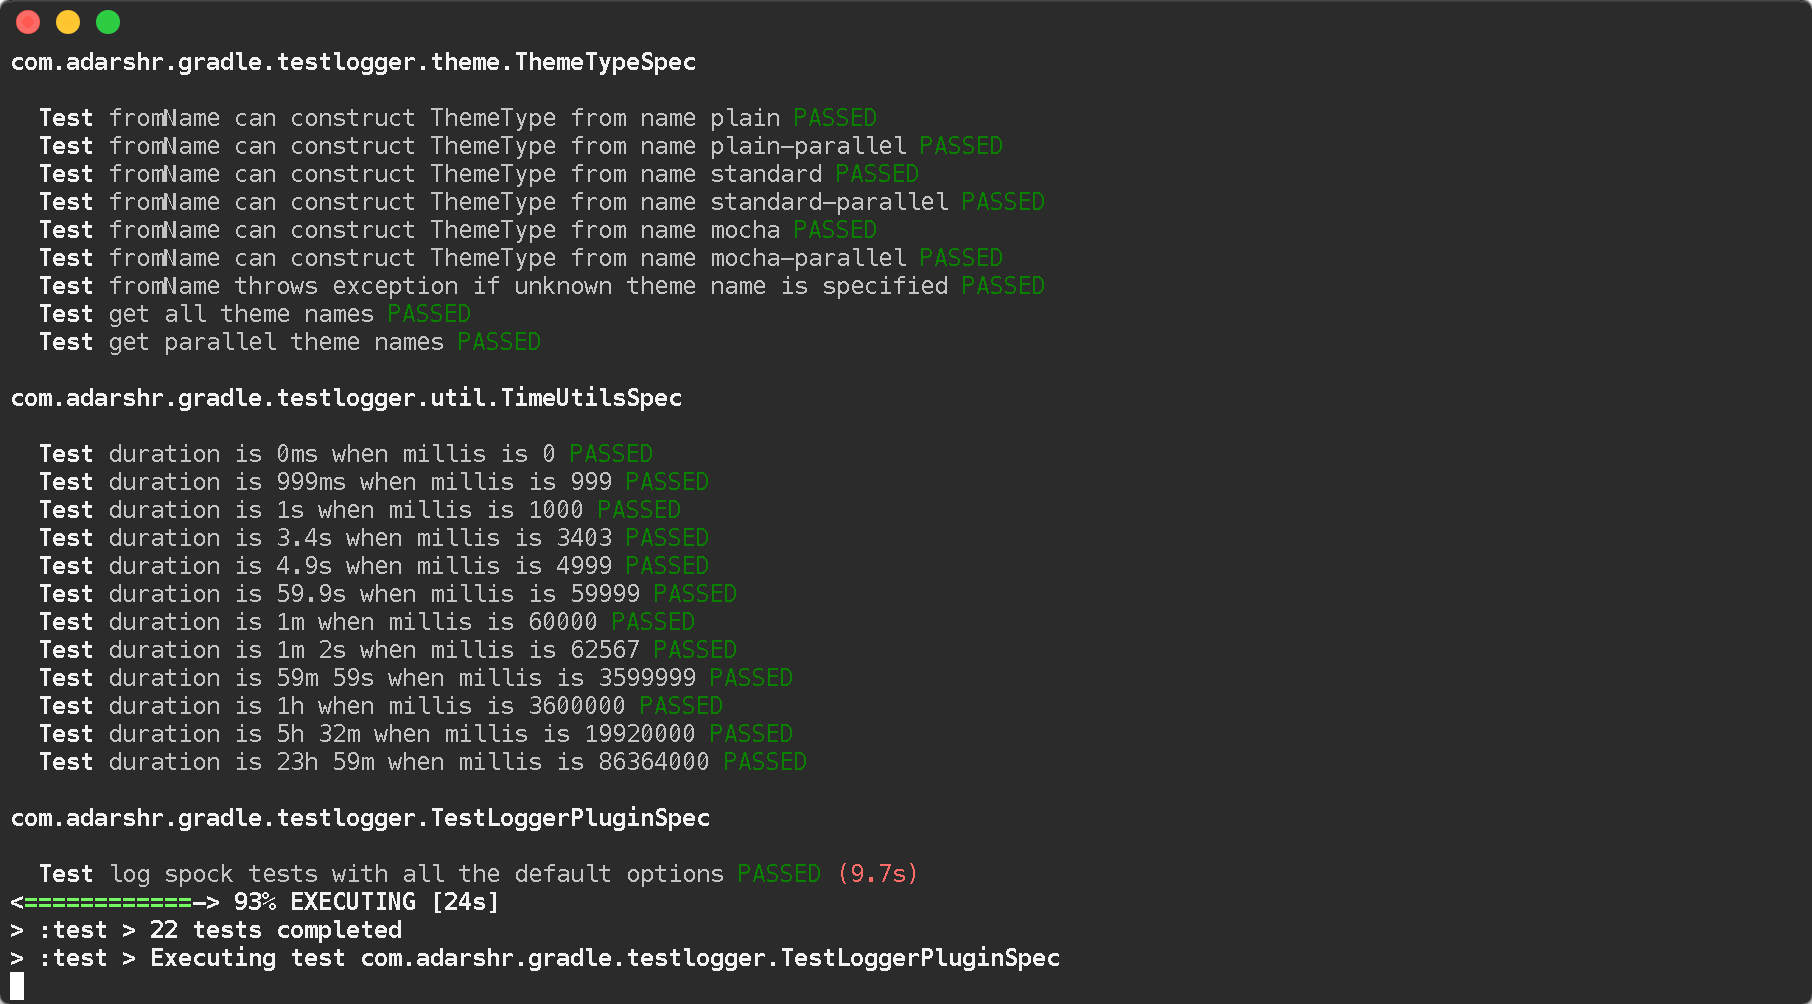 com.adarshr.gradle.testlogger.theme.ThemeTypeSpec
Test fromName can construct ThemeType from name plain PASSED
Test fromName can construct ThemeType from name plain-parallel PASSED
Test fromName can construct ThemeType from name standard PASSED
Test fromName can construct ThemeType from name standard-parallel PASSED
Test fromName can construct ThemeType from name mocha PASSED
Test fromName can construct ThemeType from name mocha-parallel PASSED
Test fromName throws exception if unknown theme name is specified PASSED
Test get all theme names PASSED
Test get parallel theme names PASSED
com.adarshr.gradle.testlogger.util.TimeUtilsSpec
Test duration is 0ms when millis is 0 PASSED
Test duration is 999ms when millis is 999 PASSED
Test duration is 1s when millis is 1000 PASSED
Test duration is 3.4s when millis is 3403 PASSED
Test duration is 4.9s when millis is 4999 PASSED
Test duration is 59.9s when millis is 59999 PASSED
Test duration is 1m when millis is 60000 PASSED
Test duration is 1m 2s when millis is 62567 PASSED
Test duration is 59m 59s when millis is 3599999 PASSED
Test duration is 1h when millis is 3600000 PASSED
Test duration is 5h 32m when millis is 19920000 PASSED
Test duration is 23h 59m when millis is 86364000 PASSED
com.adarshr.gradle.testlogger.TestLoggerPluginSpec
Test log spock tests with all the default options PASSED (9.7s)
<============-> 93% EXECUTING [24s]
> :test > 22 tests completed
> :test > Executing test com.adarshr.gradle.testlogger.TestLoggerPluginSpec